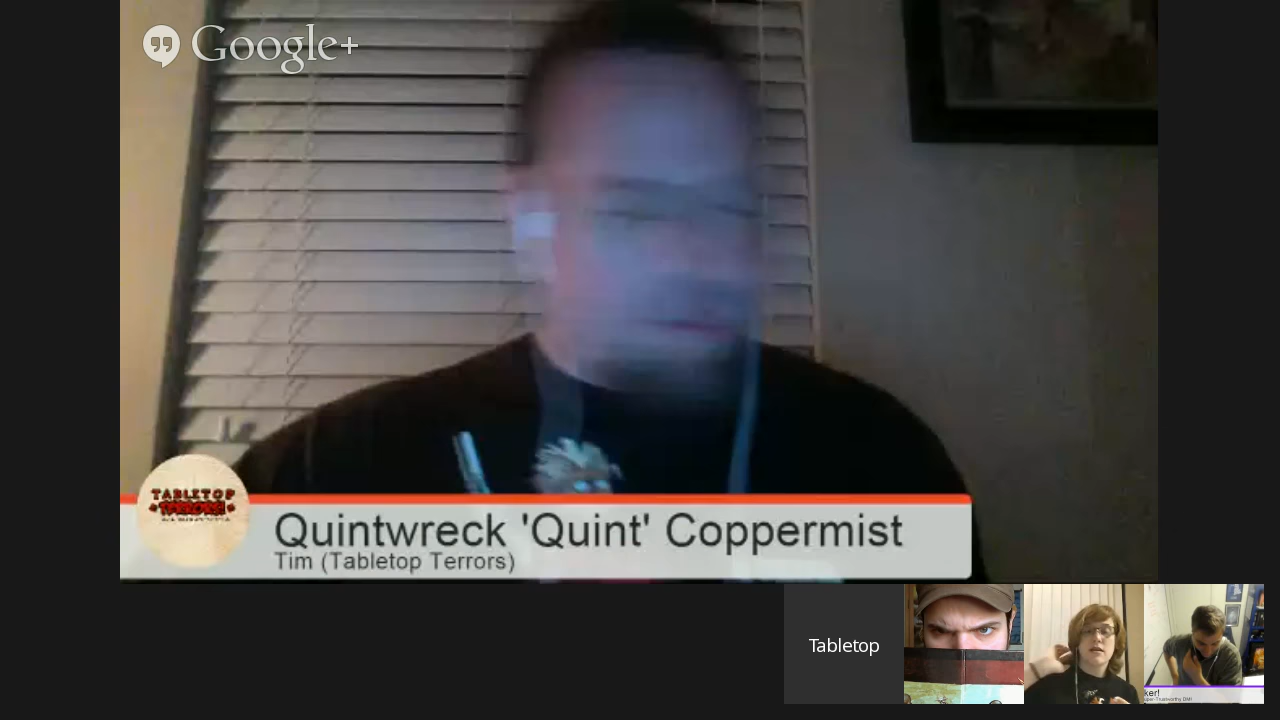 Google+
TABLETOP
TERRORS!
Quintwreck 'Quint' Coppermist
Tim (Tabletop Terrors)
Tabletop
ker!